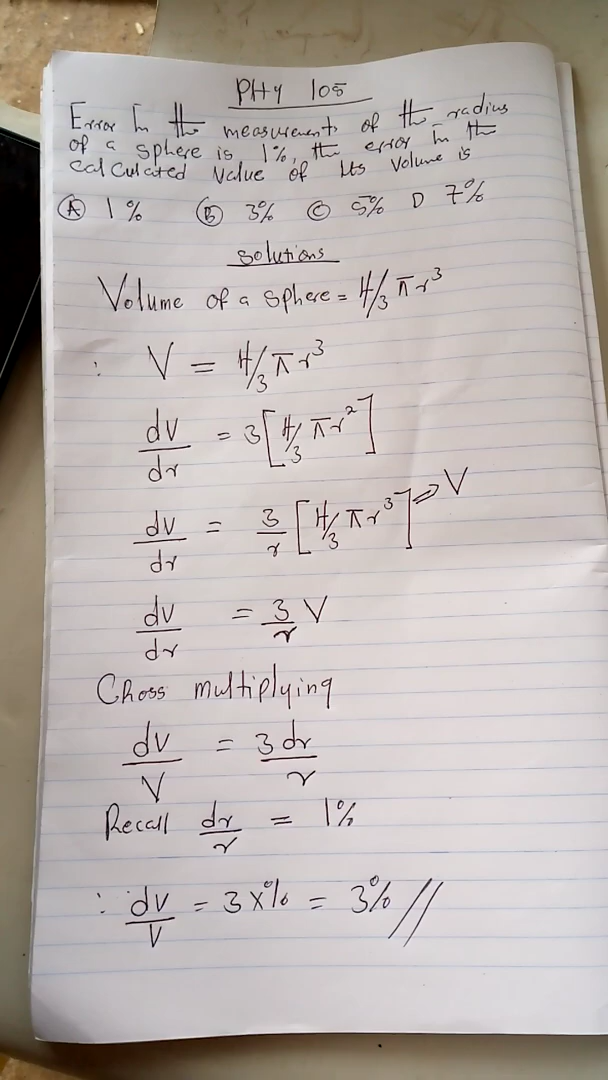 PHY 105
Error In the measurements of the radius
of a sphere is 1%, the error In the
calculated Value of Its Volume is
Ⓐ 1% Ⓑ 3% Ⓒ 5% D 7%
Solutions
Volume of a Sphere = 4/3 πr³
: V = 4/3 πr³
dv/dr = 3[4/3 πr²]
dv/dr = 3/r [4/3 πr³] ⇒ V
dv/dr = 3/r V
Cross multiplying
dv/V = 3dr/r
Recall dr/r = 1%
: dv/V = 3x% = 3% //